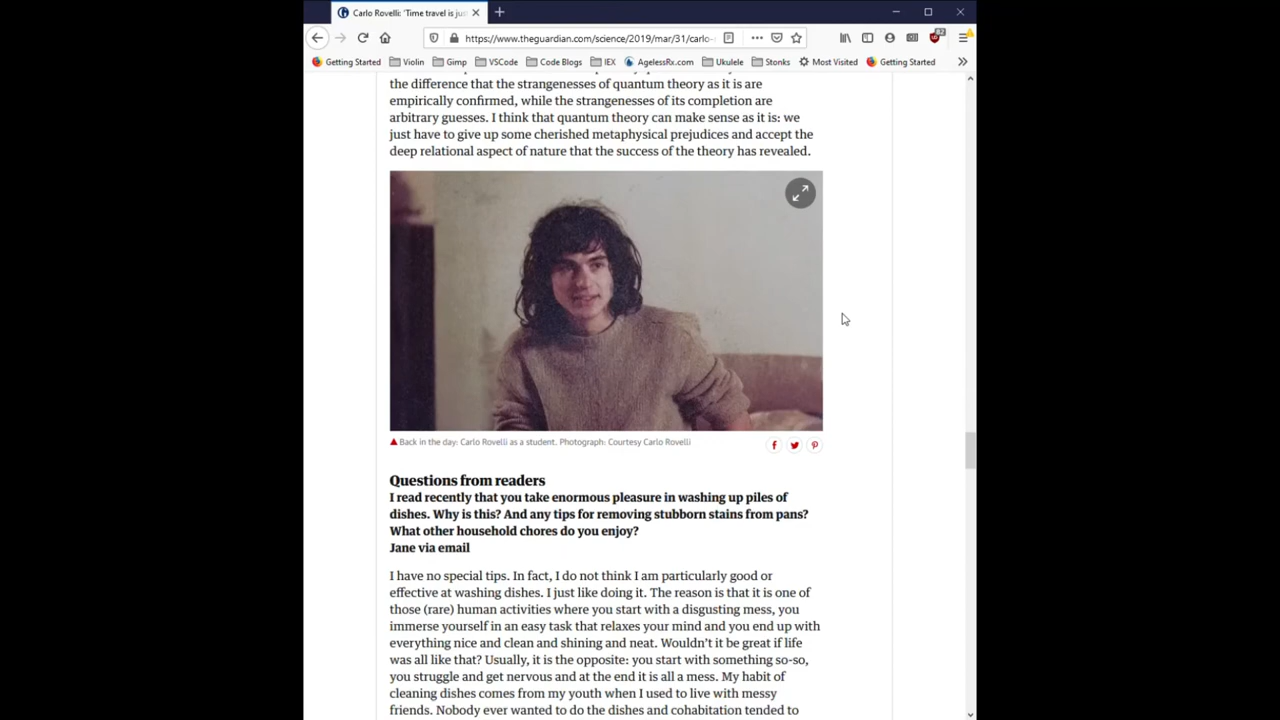 Carlo Rovelli: 'Time travel is jus
https://www.theguardian.com/science/2019/mar/31/carlo-
Getting Started Violin Gimp VSCode Code Blogs IEX AgelessRx.com Ukulele Stonks Most Visited Getting Started
the difference that the strangenesses of quantum theory as it is are
empirically confirmed, while the strangenesses of its completion are
arbitrary guesses. I think that quantum theory can make sense as it is: we
just have to give up some cherished metaphysical prejudices and accept the
deep relational aspect of nature that the success of the theory has revealed.
Back in the day: Carlo Rovelli as a student. Photograph: Courtesy Carlo Rovelli
Questions from readers
I read recently that you take enormous pleasure in washing up piles of
dishes. Why is this? And any tips for removing stubborn stains from pans?
What other household chores do you enjoy?
Jane via email
I have no special tips. In fact, I do not think I am particularly good or
effective at washing dishes. I just like doing it. The reason is that it is one of
those (rare) human activities where you start with a disgusting mess, you
immerse yourself in an easy task that relaxes your mind and you end up with
everything nice and clean and shining and neat. Wouldn't it be great if life
was all like that? Usually, it is the opposite: you start with something so-so,
you struggle and get nervous and at the end it is all a mess. My habit of
cleaning dishes comes from my youth when I used to live with messy
friends. Nobody ever wanted to do the dishes and cohabitation tended to